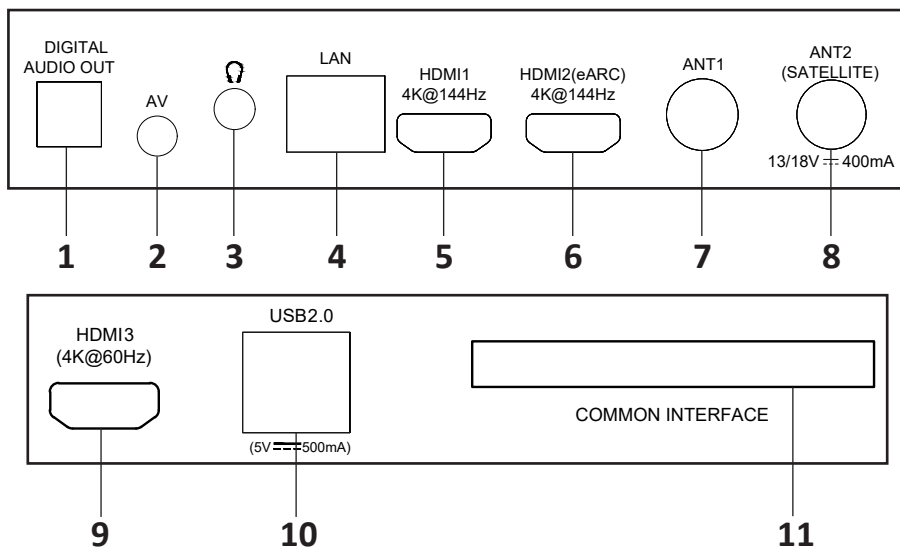 DIGITAL
AUDIO OUT
AV
LAN
HDMI1
4K@144Hz
HDMI2(eARC)
4K@144Hz
ANT1
ANT2
(SATELLITE)
13/18V ⎓ 400mA
1
2
3
4
5
6
7
8
HDMI3
(4K@60Hz)
USB2.0
(5V⎓500mA)
COMMON INTERFACE
9
10
11